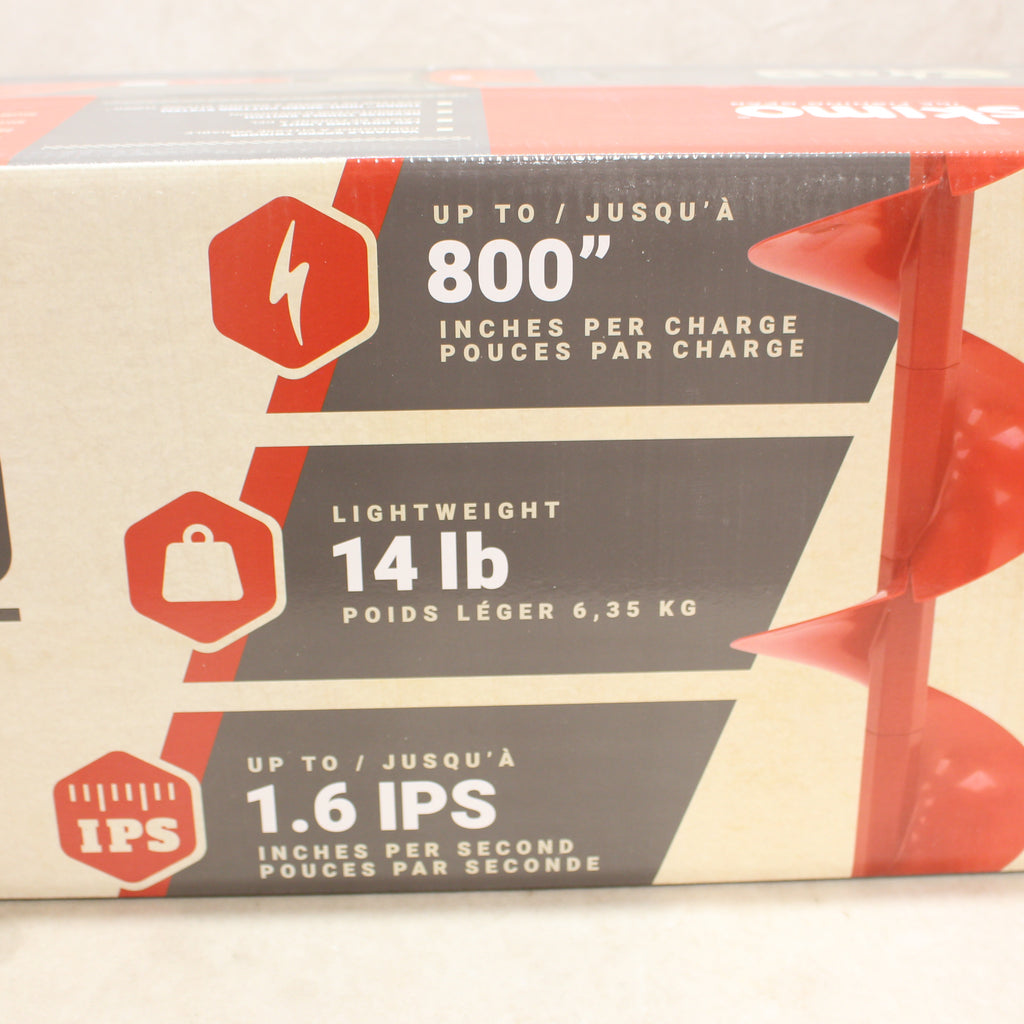 eskimo
UP TO / JUSQU'À
800”
INCHES PER CHARGE
POUCES PAR CHARGE
LIGHTWEIGHT
14 lb
POIDS LÉGER 6,35 KG
UP TO / JUSQU'À
1.6 IPS
IPS
INCHES PER SECOND
POUCES PAR SECONDE